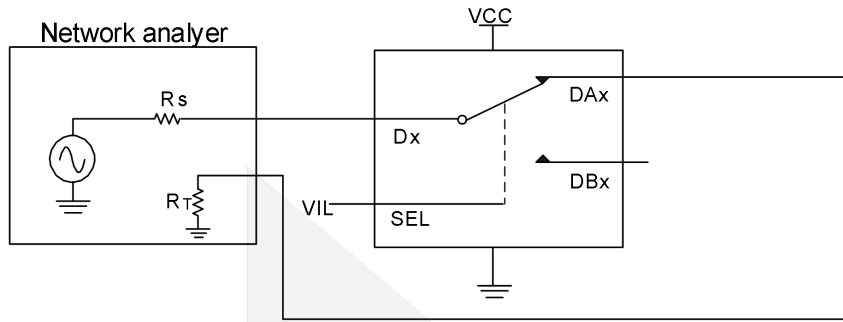 VCC
Network analyer
Rs
DAx
Dx
DBx
RT
VIL
SEL